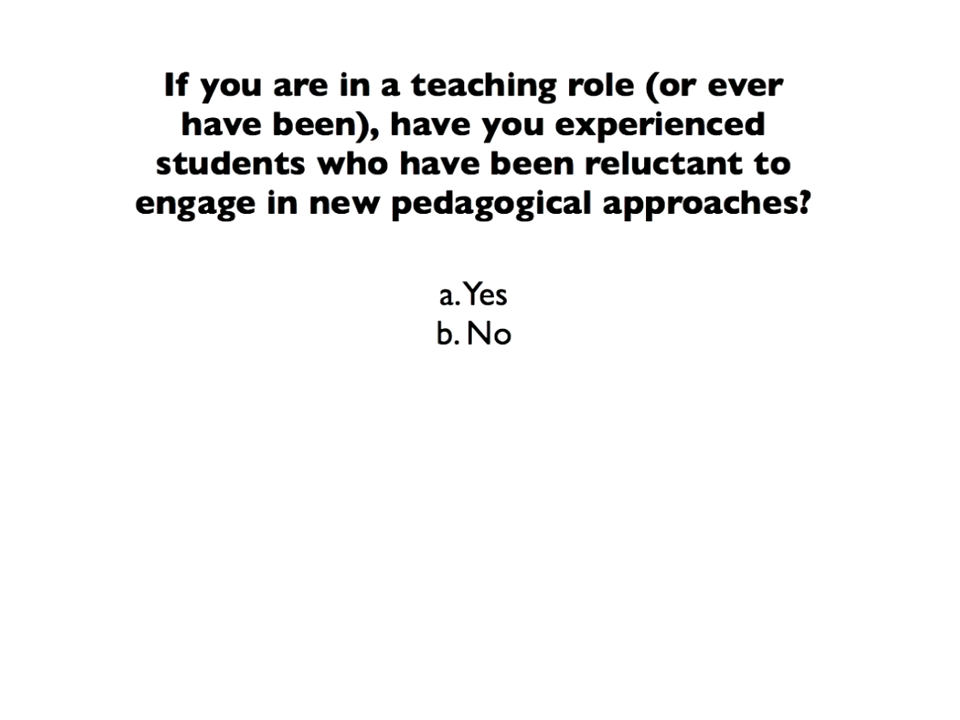 If you are in a teaching role (or ever
have been), have you experienced
students who have been reluctant to
engage in new pedagogical approaches?
a. Yes
b. No